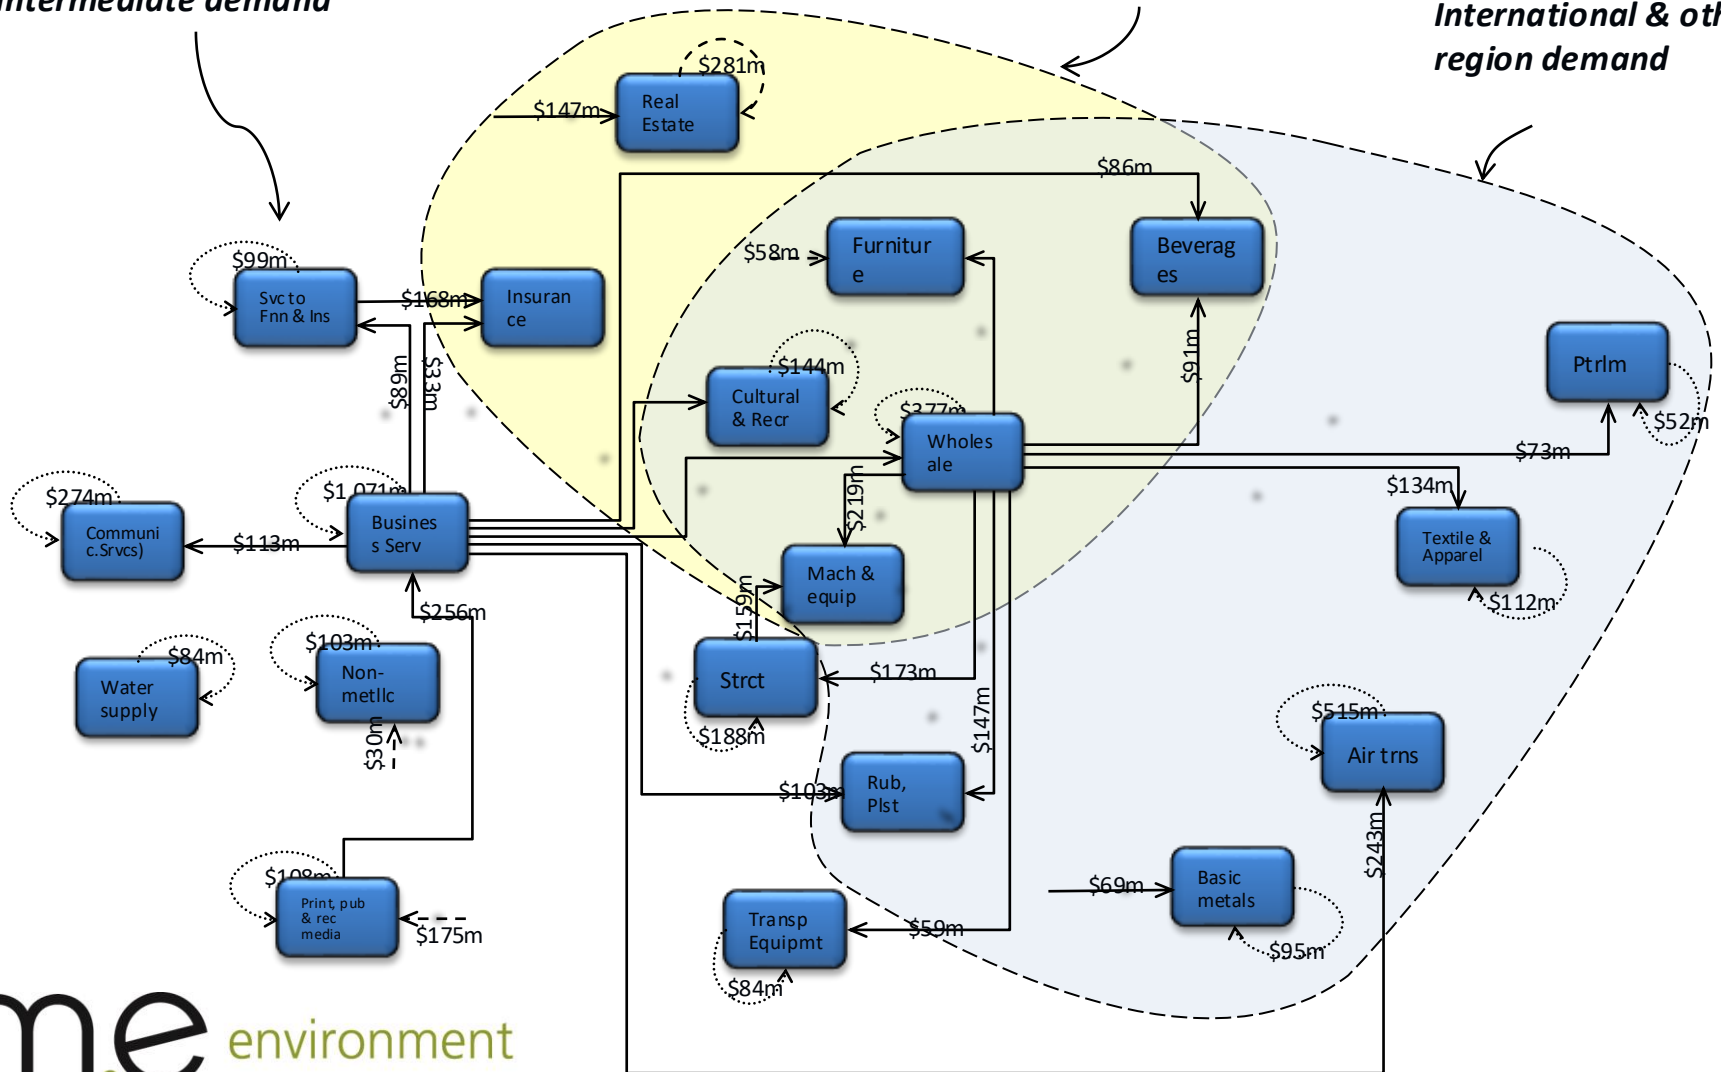 intermediate demand
International & oth
region demand
$281m
$147m
Real
Estate
$86m
$99m
$58m
Furnitur
e
Beverag
es
Svc to
Fnn & Ins
$168m
Insuran
ce
$89m
$33m
$144m
Cultural
& Recr
$91m
Ptrlm
$52m
$377m
Wholes
ale
$73m
$134m
$219m
$274m
Communi
c.Srvcs)
$113m
$1,071m
Busines
s Serv
Textile &
Apparel
$112m
$256m
Mach &
equip
$159m
$84m
Water
supply
$103m
Non-
metllc
$30m
Strct
$173m
$188m
$147m
$515m
Air trns
$103m
Rub,
Plst
$243m
$108m
Print, pub
& rec
media
$175m
Transp
Equipmt
$59m
$84m
$69m
Basic
metals
$95m
me
environment